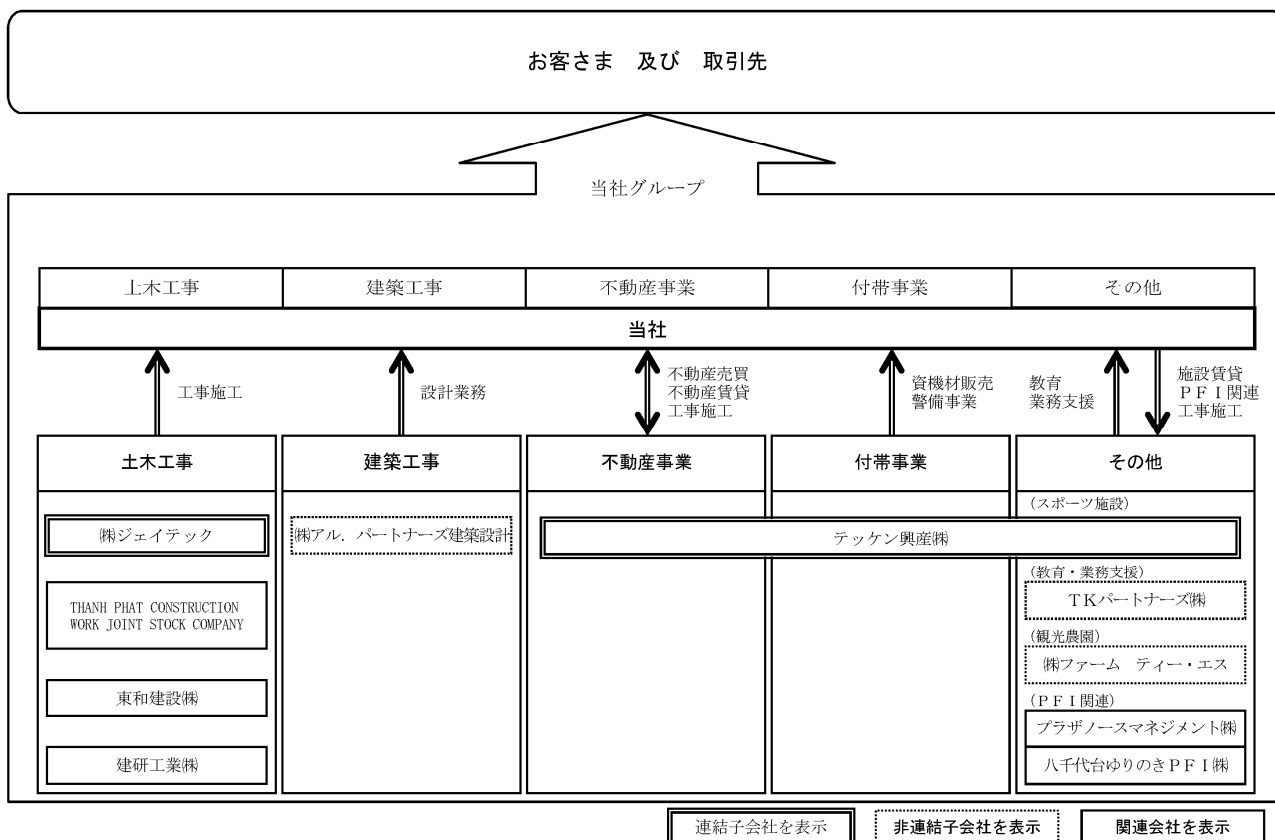 お客さま　及び　取引先
当社グループ
土木工事
建築工事
不動産事業
付帯事業
その他
当社
工事施工
設計業務
不動産売買
不動産賃貸
工事施工
資機材販売
警備事業
教育
業務支援
施設賃貸
ＰＦＩ関連
工事施工
土木工事
建築工事
不動産事業
付帯事業
その他
㈱ジェイテック
THANH PHAT CONSTRUCTION
WORK JOINT STOCK COMPANY
東和建設㈱
建研工業㈱
㈱アル．パートナーズ建築設計
テッケン興産㈱
(スポーツ施設)
(教育・業務支援)
ＴＫパートナーズ㈱
(観光農園)
㈱ファーム　ティー・エス
(ＰＦＩ関連)
プラザノースマネジメント㈱
八千代台ゆりのきＰＦＩ㈱
連結子会社を表示
非連結子会社を表示
関連会社を表示